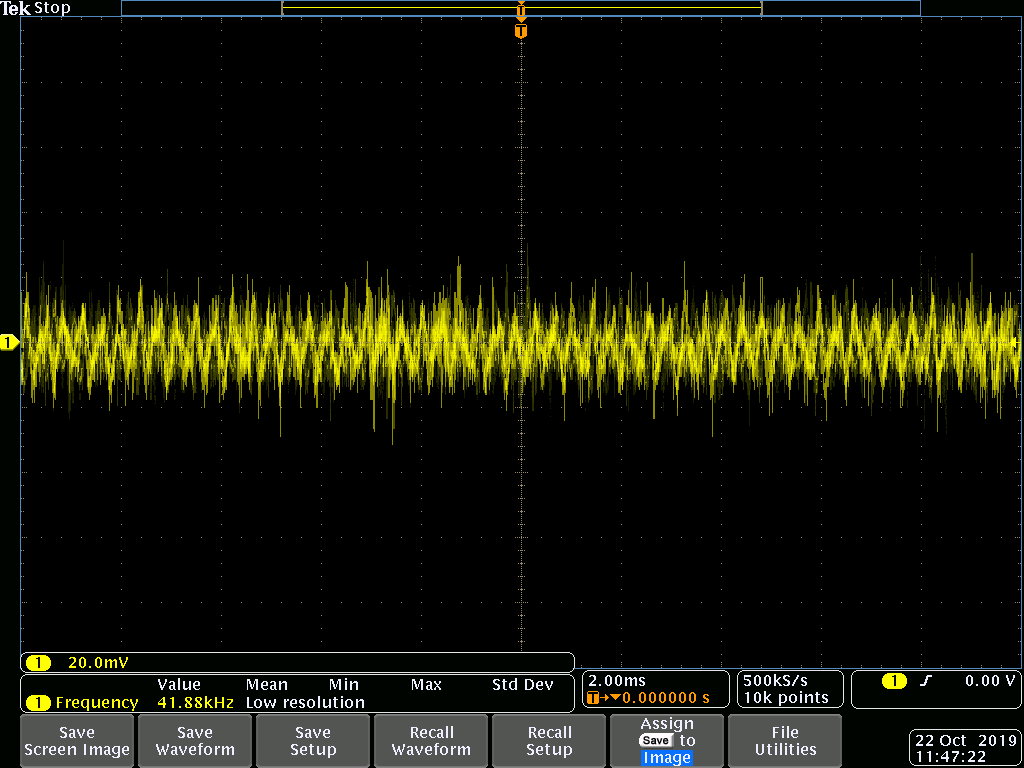 Tek Stop
T
T
1
1 20.0mV
Value Mean Min Max Std Dev
1 Frequency 41.88kHz Low resolution
2.00ms
T→▼0.000000 s
500kS/s
10k points
1 0.00 V
Save
Screen Image
Save
Waveform
Save
Setup
Recall
Waveform
Recall
Setup
Assign
Save to
Image
File
Utilities
22 Oct 2019
11:47:22